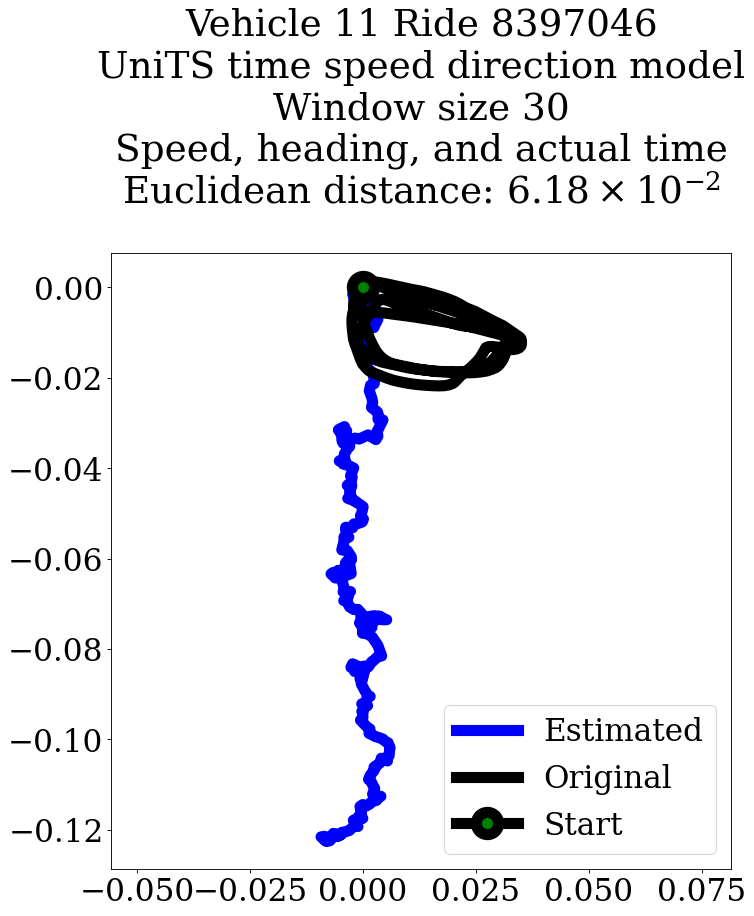 Vehicle 11 Ride 8397046
UniTS time speed direction model
Window size 30
Speed, heading, and actual time
Euclidean distance: 6.18 × 10⁻²
0.00
−0.02
−0.04
−0.06
−0.08
−0.10
−0.12
Estimated
Original
Start
−0.050 −0.025 0.000 0.025 0.050 0.075